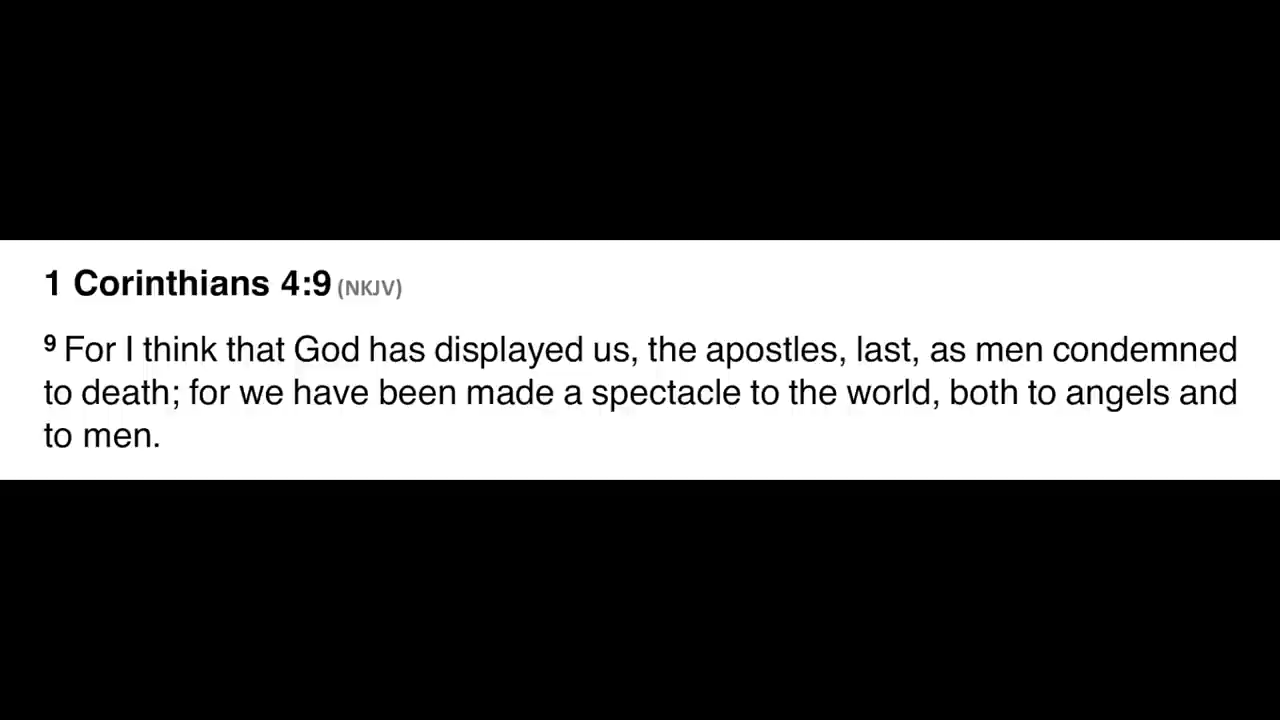 1 Corinthians 4:9 (NKJV)
9 For I think that God has displayed us, the apostles, last, as men condemned
to death; for we have been made a spectacle to the world, both to angels and
to men.